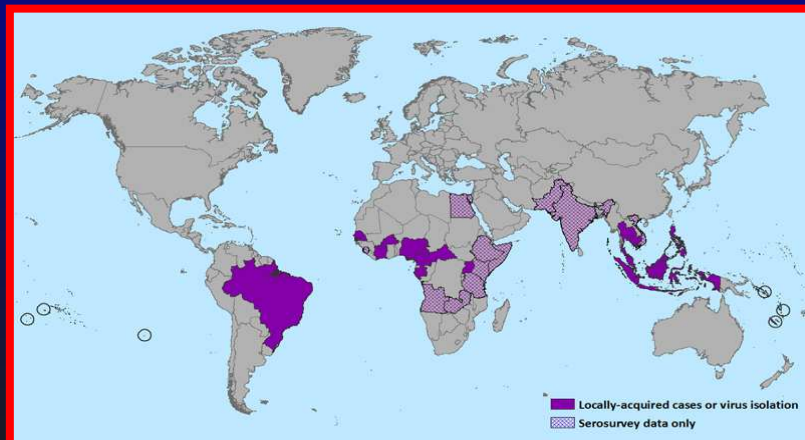 Locally-acquired cases or virus isolation
Serosurvey data only